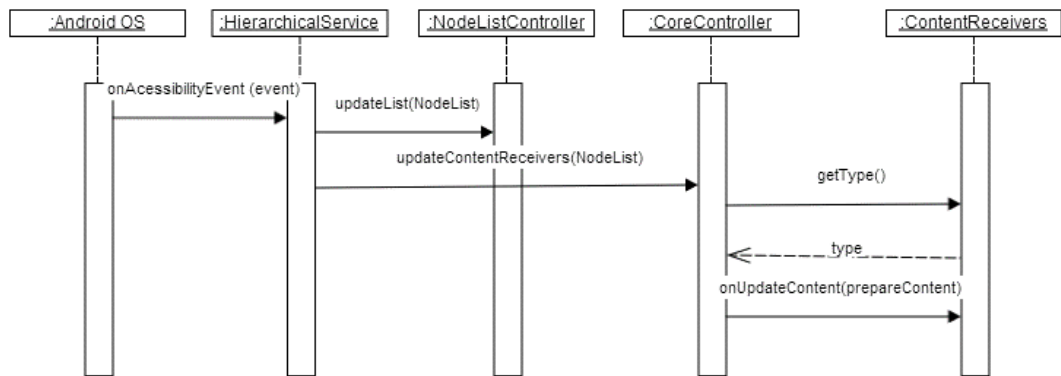 :Android OS
:HierarchicalService
:NodeListController
:CoreController
:ContentReceivers
onAcessibilityEvent (event)
updateList(NodeList)
updateContentReceivers(NodeList)
getType()
type
onUpdateContent(prepareContent)